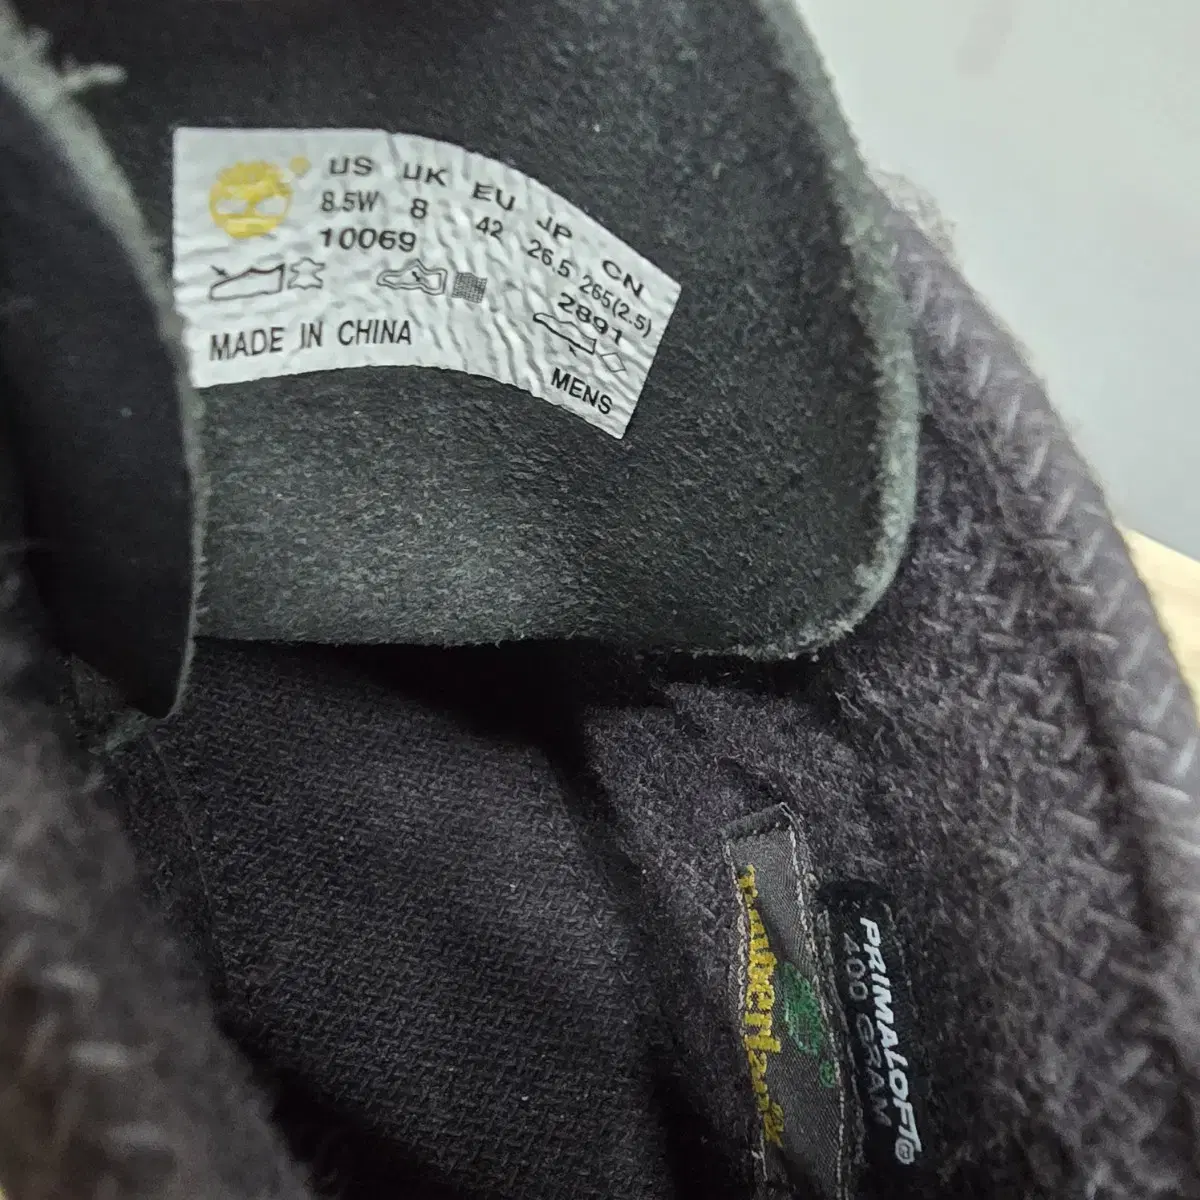 US UK EU JP CN
8.5W 8 42 26.5 265(2.5)
10069 2891
MADE IN CHINA
MENS
Timberland
PRIMALOFT®
400 GRAM